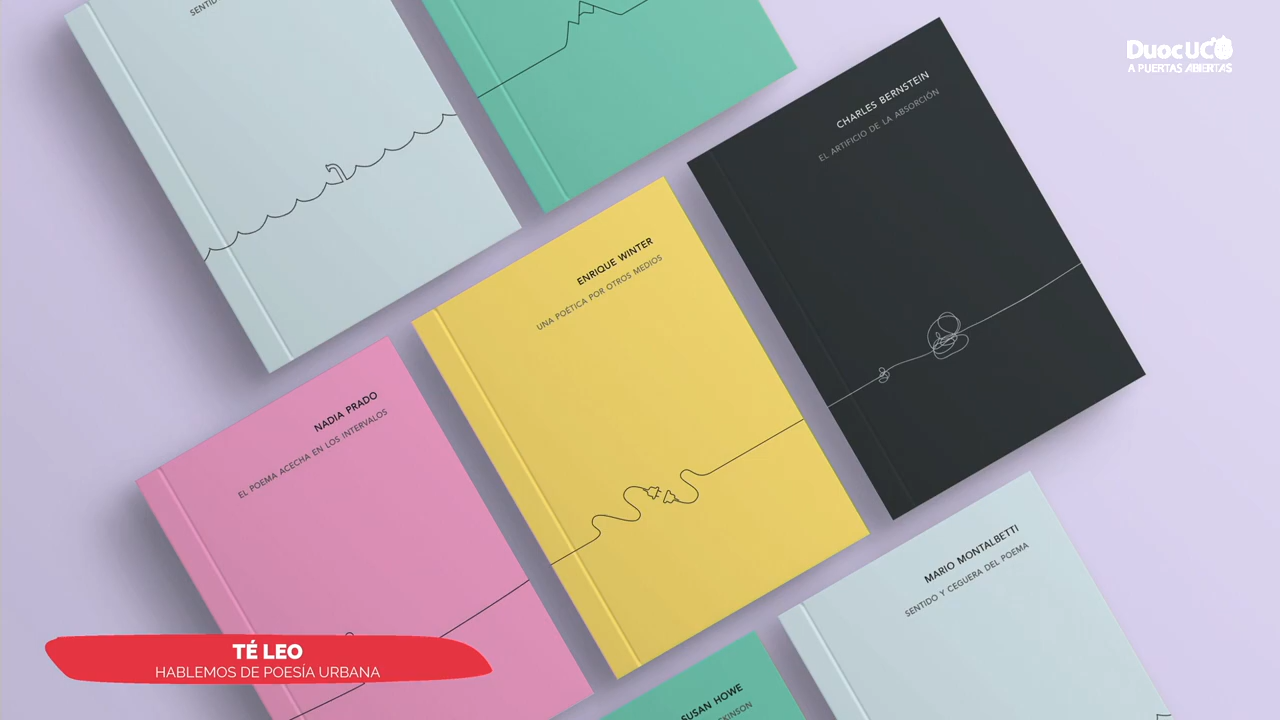 SENTIDO
DuocUC
A PUERTAS ABIERTAS
CHARLES BERNSTEIN
EL ARTIFICIO DE LA ABSORCIÓN
ENRIQUE WINTER
UNA POÉTICA POR OTROS MEDIOS
NADIA PRADO
EL POEMA ACECHA EN LOS INTERVALOS
MARIO MONTALBETTI
SENTIDO Y CEGUERA DEL POEMA
SUSAN HOWE
TÉ LEO
HABLEMOS DE POESÍA URBANA